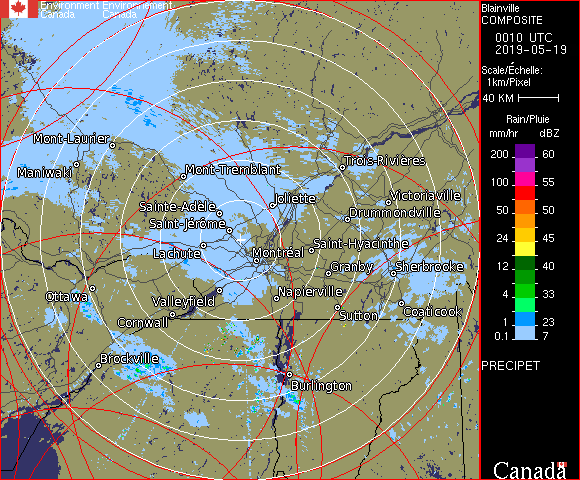 Environment Environnement
Canada Canada
Blainville
COMPOSITE
0010 UTC
2019-05-19
Scale/Échelle:
1km/Pixel
40 KM
Rain/Pluie
mm/hr dBZ
200 60
100 55
50 50
24 45
12 40
4 33
1 23
0.1 7
PRECIPET
Canada
Mont-Laurier
Maniwaki
Mont-Tremblant
Trois-Rivières
Sainte-Adèle
Joliette
Victoriaville
Drummondville
Saint-Jérôme
Lachute
Montréal
Saint-Hyacinthe
Granby
Sherbrooke
Ottawa
Valleyfield
Napierville
Cornwall
Sutton
Coaticook
Brockville
Burlington